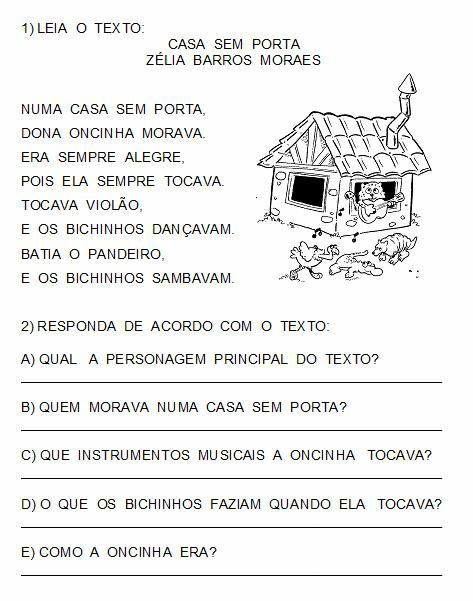 1) LEIA O TEXTO:
CASA SEM PORTA
ZÉLIA BARROS MORAES
NUMA CASA SEM PORTA,
DONA ONCINHA MORAVA.
ERA SEMPRE ALEGRE,
POIS ELA SEMPRE TOCAVA.
TOCAVA VIOLÃO,
E OS BICHINHOS DANÇAVAM.
BATIA O PANDEIRO,
E OS BICHINHOS SAMBAVAM.
2) RESPONDA DE ACORDO COM O TEXTO:
A) QUAL A PERSONAGEM PRINCIPAL DO TEXTO?
B) QUEM MORAVA NUMA CASA SEM PORTA?
C) QUE INSTRUMENTOS MUSICAIS A ONCINHA TOCAVA?
D) O QUE OS BICHINHOS FAZIAM QUANDO ELA TOCAVA?
E) COMO A ONCINHA ERA?